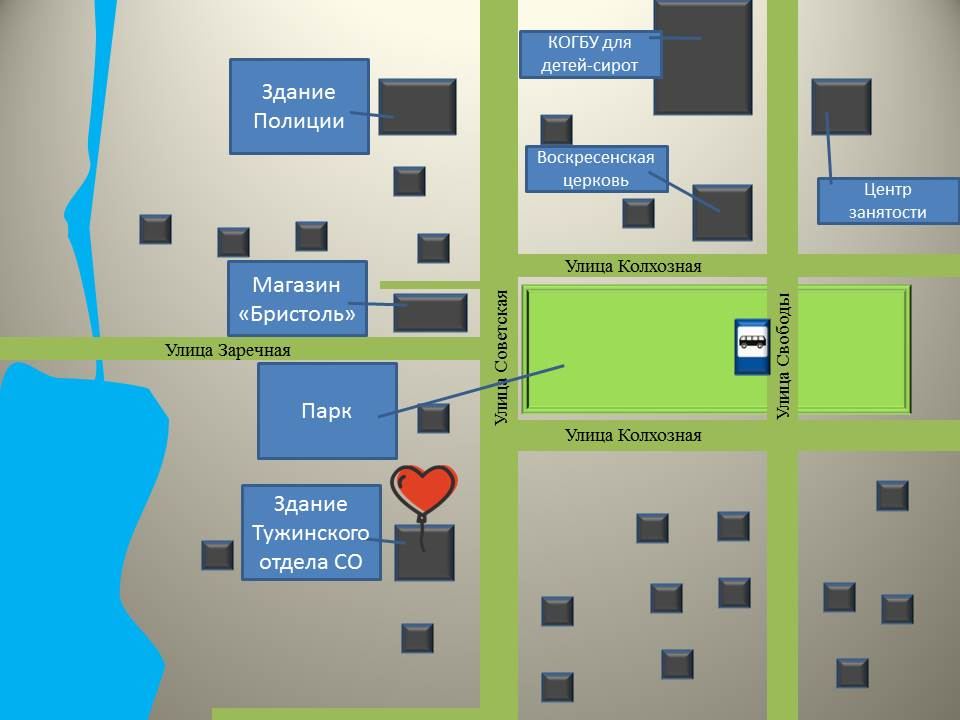 КОГБУ для
детей-сирот
Здание
Полиции
Воскресенская
церковь
Центр
занятости
Улица Колхозная
Магазин
«Бристоль»
Улица Заречная
Улица Советская
Улица Свободы
Парк
Улица Колхозная
Здание
Тужинского
отдела СО